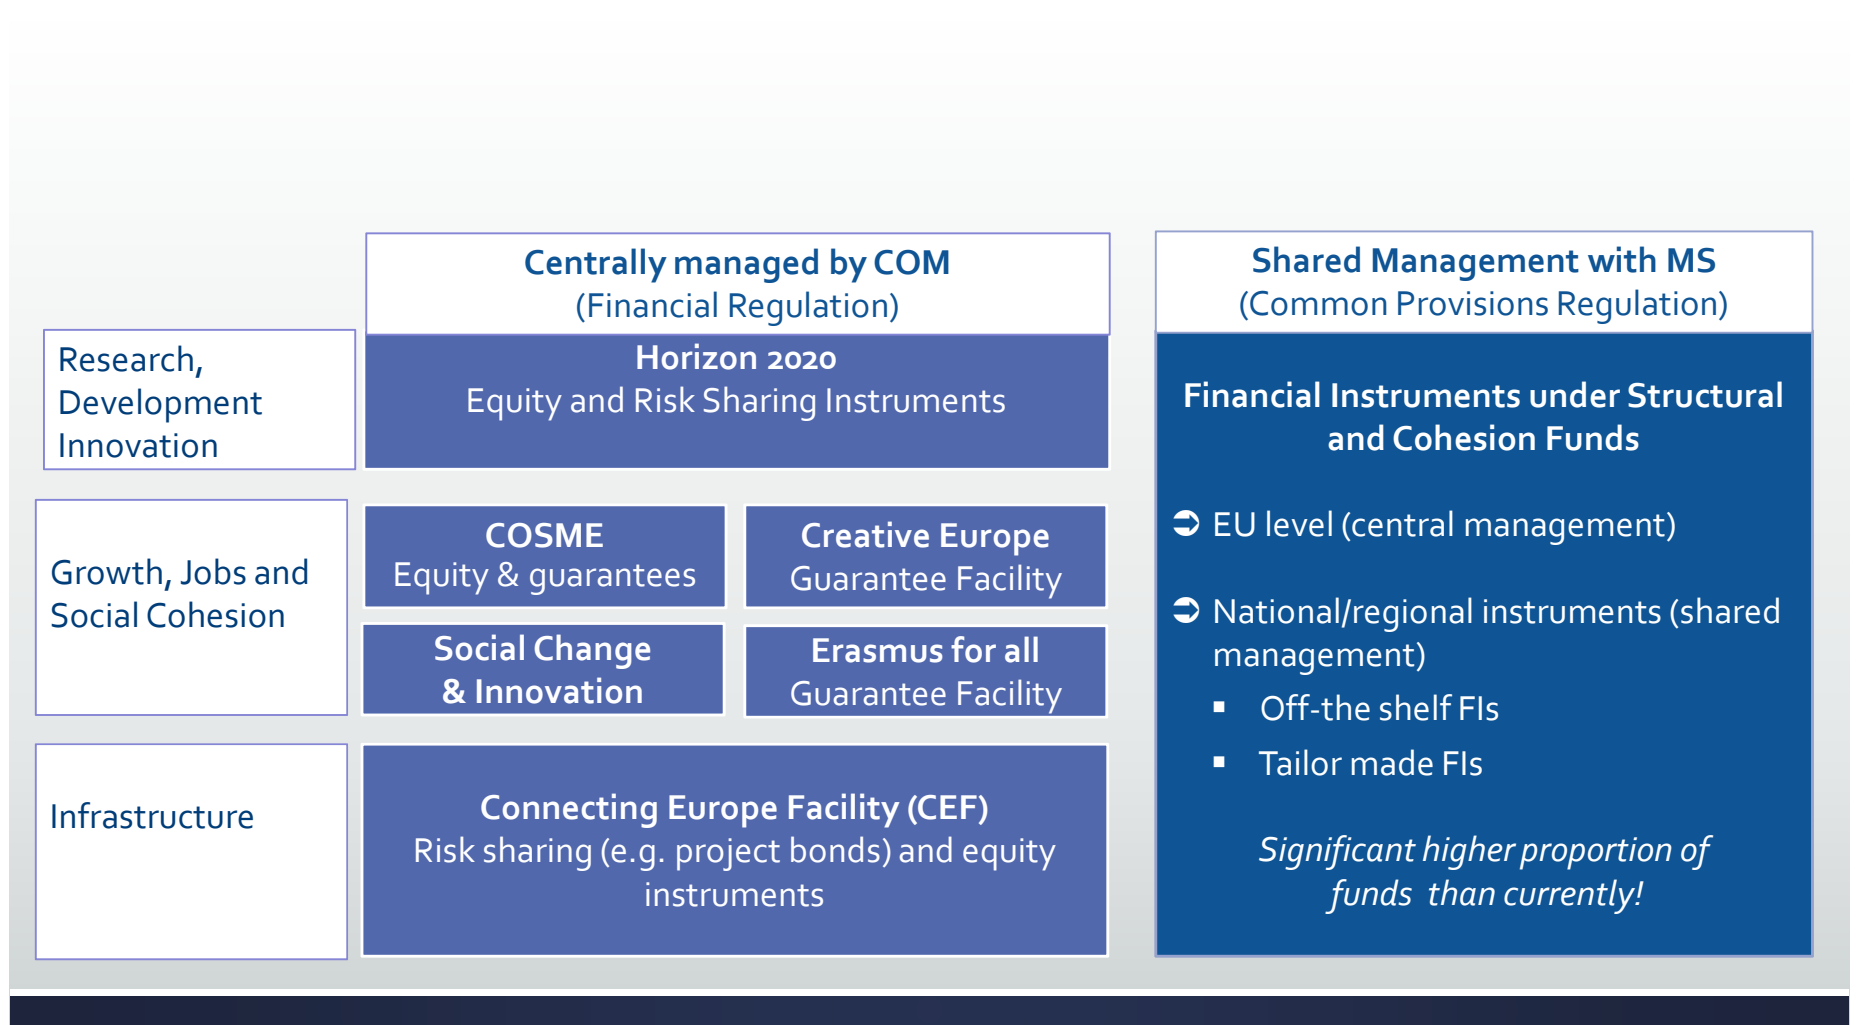 Centrally managed by COM
(Financial Regulation)
Shared Management with MS
(Common Provisions Regulation)
Research,
Development
Innovation
Horizon 2020
Equity and Risk Sharing Instruments
Growth, Jobs and
Social Cohesion
COSME
Equity & guarantees
Creative Europe
Guarantee Facility
Social Change
& Innovation
Erasmus for all
Guarantee Facility
Infrastructure
Connecting Europe Facility (CEF)
Risk sharing (e.g. project bonds) and equity
instruments
Financial Instruments under Structural
and Cohesion Funds
➲ EU level (central management)
➲ National/regional instruments (shared
management)
▪ Off-the shelf FIs
▪ Tailor made FIs
Significant higher proportion of
funds than currently!